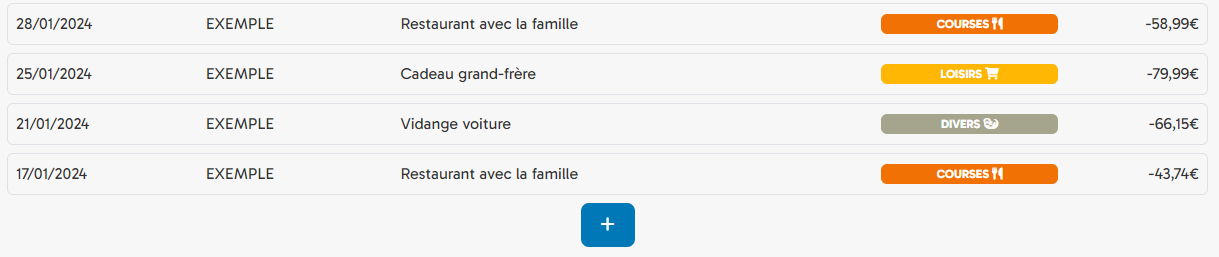 28/01/2024 EXEMPLE Restaurant avec la famille COURSES -58,99€
25/01/2024 EXEMPLE Cadeau grand-frère LOISIRS -79,99€
21/01/2024 EXEMPLE Vidange voiture DIVERS -66,15€
17/01/2024 EXEMPLE Restaurant avec la famille COURSES -43,74€
+